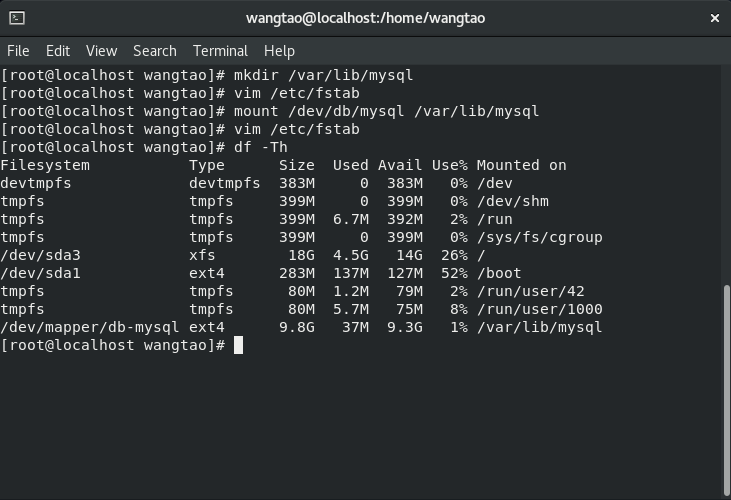 wangtao@localhost:/home/wangtao ×
File Edit View Search Terminal Help
[root@localhost wangtao]# mkdir /var/lib/mysql
[root@localhost wangtao]# vim /etc/fstab
[root@localhost wangtao]# mount /dev/db/mysql /var/lib/mysql
[root@localhost wangtao]# vim /etc/fstab
[root@localhost wangtao]# df -Th
Filesystem           Type      Size  Used Avail Use% Mounted on
devtmpfs             devtmpfs  383M     0  383M   0% /dev
tmpfs                tmpfs     399M     0  399M   0% /dev/shm
tmpfs                tmpfs     399M  6.7M  392M   2% /run
tmpfs                tmpfs     399M     0  399M   0% /sys/fs/cgroup
/dev/sda3            xfs        18G  4.5G   14G  26% /
/dev/sda1            ext4      283M  137M  127M  52% /boot
tmpfs                tmpfs      80M  1.2M   79M   2% /run/user/42
tmpfs                tmpfs      80M  5.7M   75M   8% /run/user/1000
/dev/mapper/db-mysql ext4      9.8G   37M  9.3G   1% /var/lib/mysql
[root@localhost wangtao]#